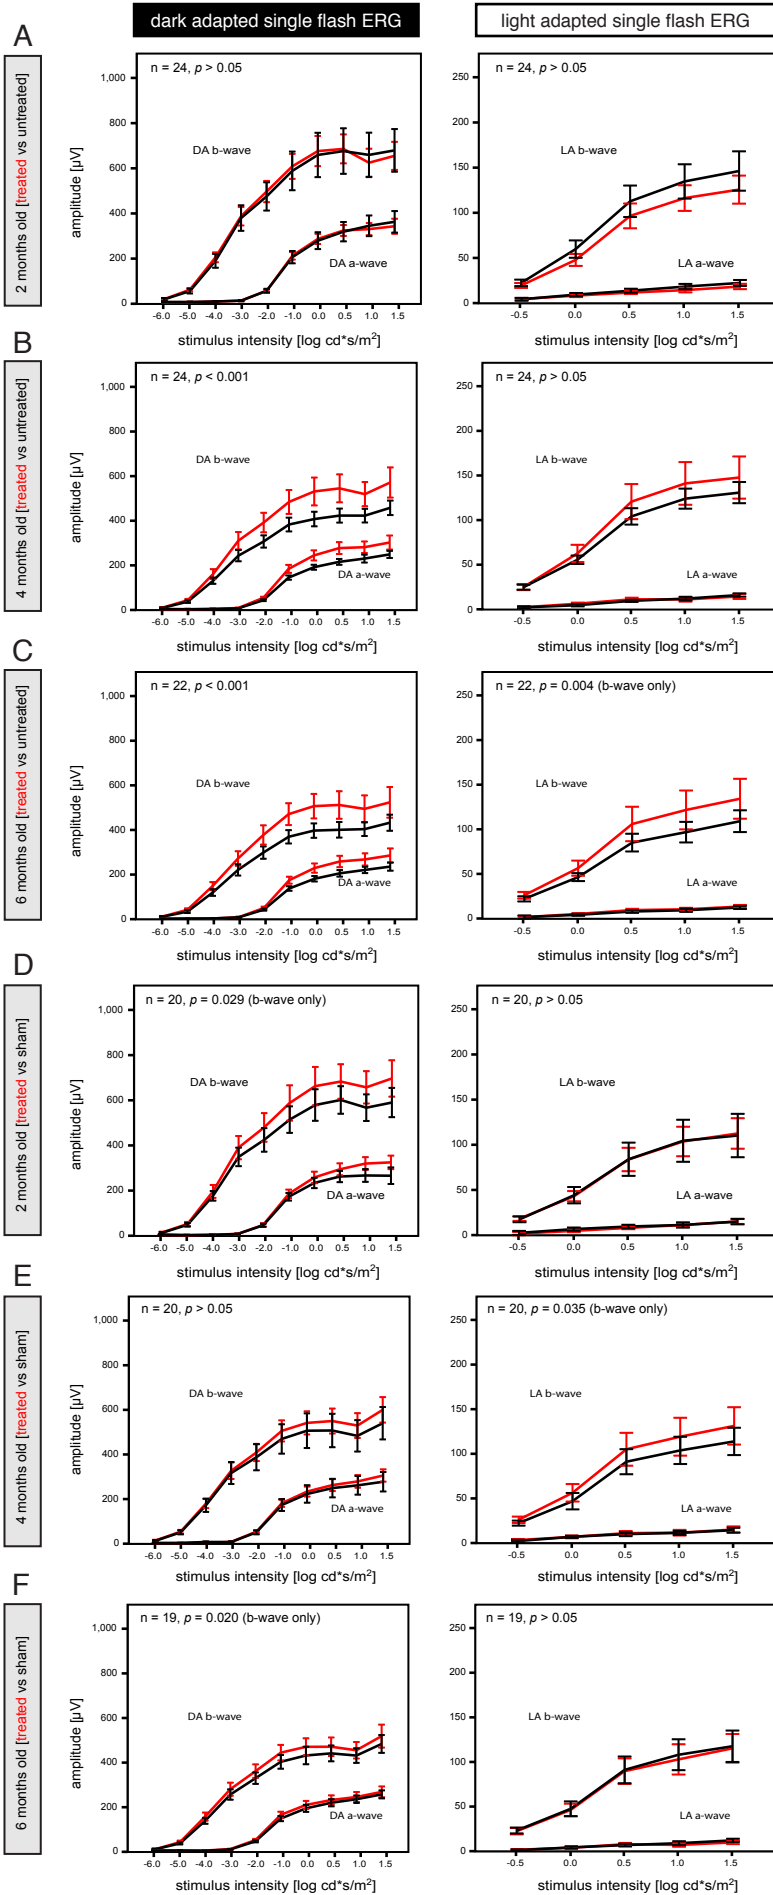 dark adapted single flash ERG
light adapted single flash ERG
A
2 months old [treated vs untreated]
amplitude [µV]
1,000
800
600
400
200
0
n = 24, p > 0.05
DA b-wave
DA a-wave
-6.0 -5.0 -4.0 -3.0 -2.0 -1.0 0.0 0.5 1.0 1.5
stimulus intensity [log cd*s/m²]
250
200
150
100
50
0
n = 24, p > 0.05
LA b-wave
LA a-wave
-0.5 0.0 0.5 1.0 1.5
stimulus intensity [log cd*s/m²]
B
4 months old [treated vs untreated]
amplitude [µV]
1,000
800
600
400
200
0
n = 24, p < 0.001
DA b-wave
DA a-wave
-6.0 -5.0 -4.0 -3.0 -2.0 -1.0 0.0 0.5 1.0 1.5
stimulus intensity [log cd*s/m²]
250
200
150
100
50
0
n = 24, p > 0.05
LA b-wave
LA a-wave
-0.5 0.0 0.5 1.0 1.5
stimulus intensity [log cd*s/m²]
C
6 months old [treated vs untreated]
amplitude [µV]
1,000
800
600
400
200
0
n = 22, p < 0.001
DA b-wave
DA a-wave
-6.0 -5.0 -4.0 -3.0 -2.0 -1.0 0.0 0.5 1.0 1.5
stimulus intensity [log cd*s/m²]
250
200
150
100
50
0
n = 22, p = 0.004 (b-wave only)
LA b-wave
LA a-wave
-0.5 0.0 0.5 1.0 1.5
stimulus intensity [log cd*s/m²]
D
2 months old [treated vs sham]
amplitude [µV]
1,000
800
600
400
200
0
n = 20, p = 0.029 (b-wave only)
DA b-wave
DA a-wave
-6.0 -5.0 -4.0 -3.0 -2.0 -1.0 0.0 0.5 1.0 1.5
stimulus intensity [log cd*s/m²]
250
200
150
100
50
0
n = 20, p > 0.05
LA b-wave
LA a-wave
-0.5 0.0 0.5 1.0 1.5
stimulus intensity [log cd*s/m²]
E
4 months old [treated vs sham]
amplitude [µV]
1,000
800
600
400
200
0
n = 20, p > 0.05
DA b-wave
DA a-wave
-6.0 -5.0 -4.0 -3.0 -2.0 -1.0 0.0 0.5 1.0 1.5
stimulus intensity [log cd*s/m²]
250
200
150
100
50
0
n = 20, p = 0.035 (b-wave only)
LA b-wave
LA a-wave
-0.5 0.0 0.5 1.0 1.5
stimulus intensity [log cd*s/m²]
F
6 months old [treated vs sham]
amplitude [µV]
1,000
800
600
400
200
0
n = 19, p = 0.020 (b-wave only)
DA b-wave
DA a-wave
-6.0 -5.0 -4.0 -3.0 -2.0 -1.0 0.0 0.5 1.0 1.5
stimulus intensity [log cd*s/m²]
250
200
150
100
50
0
n = 19, p > 0.05
LA b-wave
LA a-wave
-0.5 0.0 0.5 1.0 1.5
stimulus intensity [log cd*s/m²]